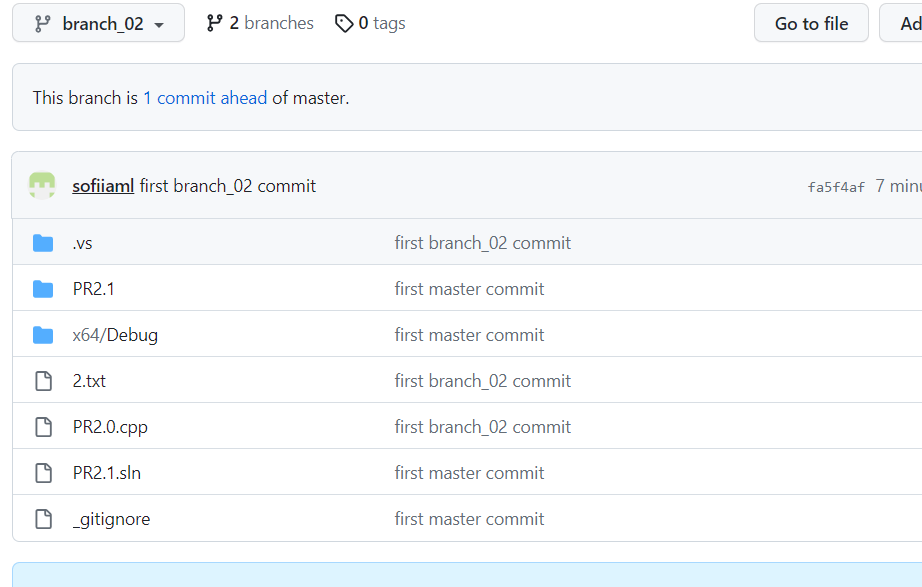 branch_02 2 branches 0 tags Go to file
This branch is 1 commit ahead of master.
sofiiaml first branch_02 commit fa5f4af 7
.vs first branch_02 commit
PR2.1 first master commit
x64/Debug first master commit
2.txt first branch_02 commit
PR2.0.cpp first branch_02 commit
PR2.1.sln first master commit
_gitignore first master commit